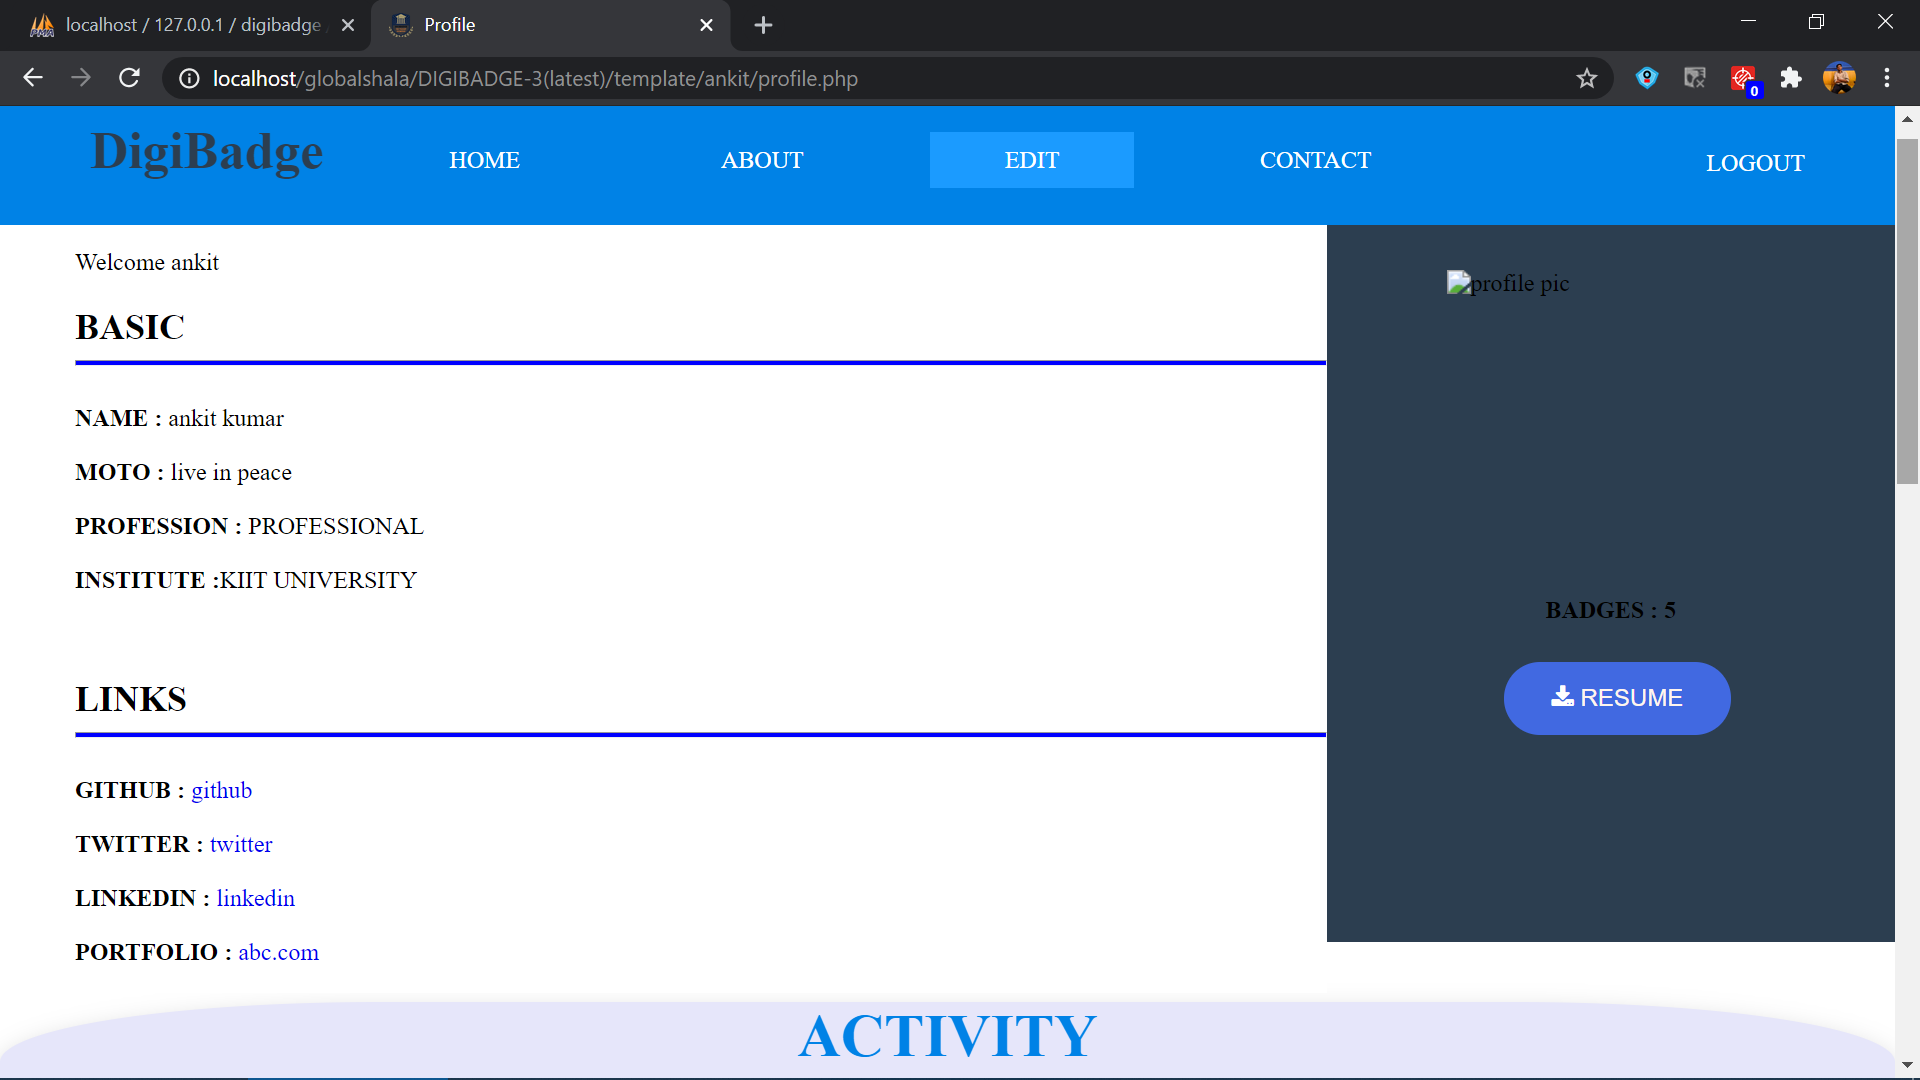 localhost / 127.0.0.1 / digibadge
Profile
localhost/globalshala/DIGIBADGE-3(latest)/template/ankit/profile.php
0
DigiBadge
HOME
ABOUT
EDIT
CONTACT
LOGOUT
Welcome ankit
BASIC
NAME : ankit kumar
MOTO : live in peace
PROFESSION : PROFESSIONAL
INSTITUTE :KIIT UNIVERSITY
LINKS
GITHUB : github
TWITTER : twitter
LINKEDIN : linkedin
PORTFOLIO : abc.com
profile pic
BADGES : 5
RESUME
ACTIVITY